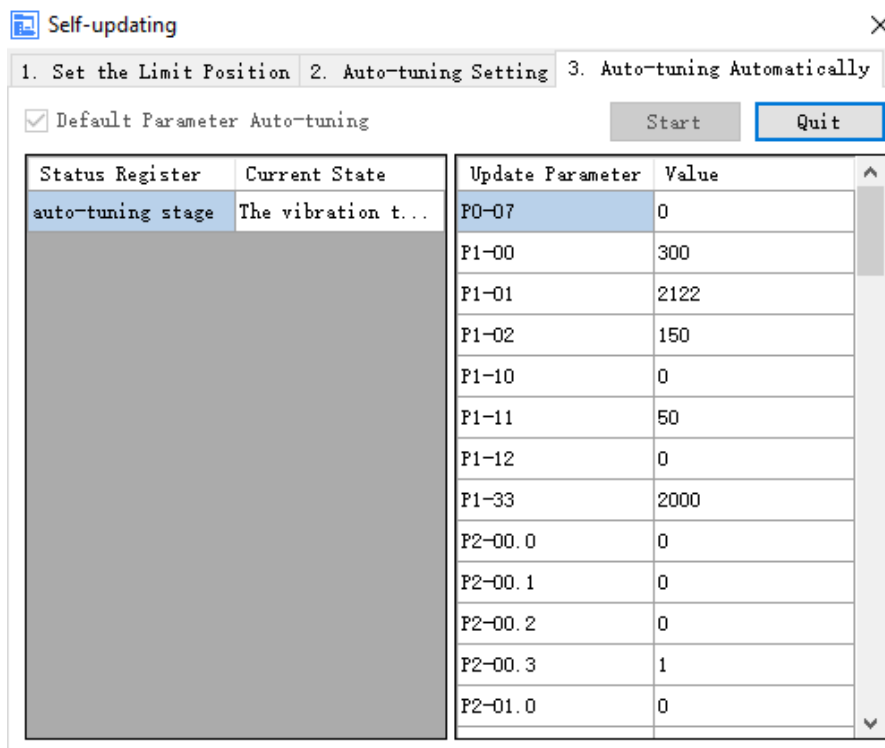 Self-updating
1. Set the Limit Position 2. Auto-tuning Setting 3. Auto-tuning Automatically
Default Parameter Auto-tuning Start Quit
Status Register Current State
auto-tuning stage The vibration t...
Update Parameter Value
P0-07 0
P1-00 300
P1-01 2122
P1-02 150
P1-10 0
P1-11 50
P1-12 0
P1-33 2000
P2-00.0 0
P2-00.1 0
P2-00.2 0
P2-00.3 1
P2-01.0 0